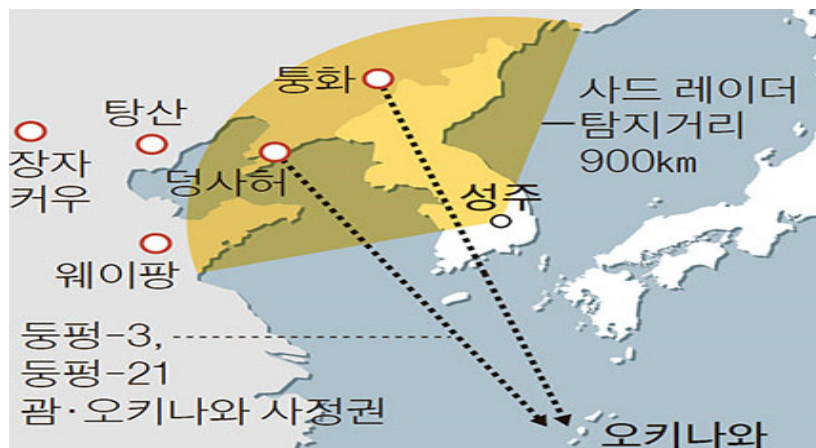 퉁화
사드 레이더
탐지거리
900km
탕산
장자
커우
덩사허
성주
웨이팡
둥펑-3,
둥펑-21
괌·오키나와 사정권
오키나와